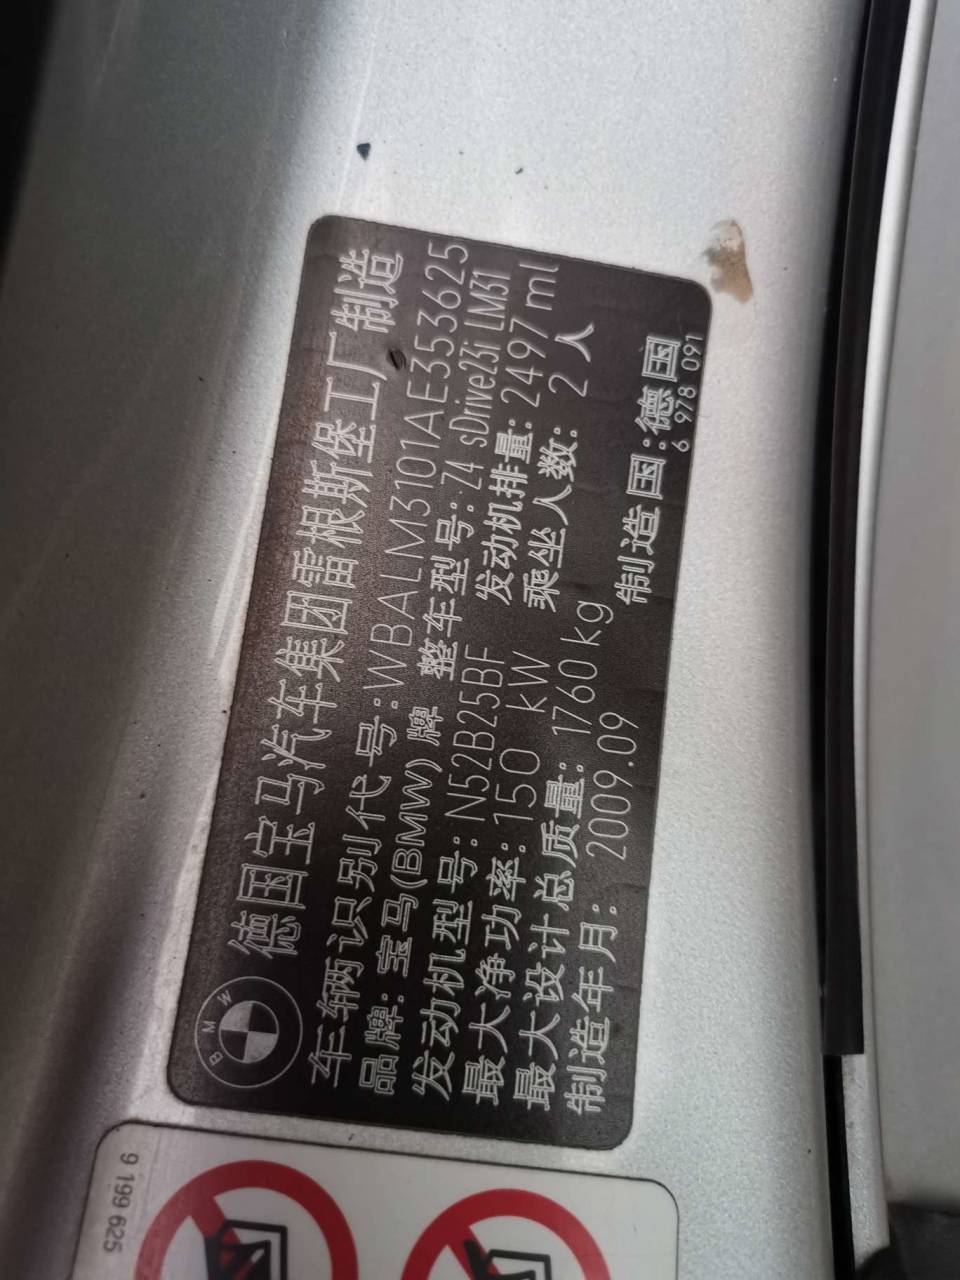 BMW
德国宝马汽车集团雷根斯堡工厂制造
车辆识别代号:WBALM3101AE353625
品牌:宝马(BMW)牌 整车型号:Z4 sDrive23i LM31
发动机型号:N52B25BF 发动机排量:2497 ml
最大净功率:150 kW 乘坐人数: 2 人
最大设计总质量:1760 kg
制造年月: 2009.09 制造国:德国
6 978 091
9 199 625